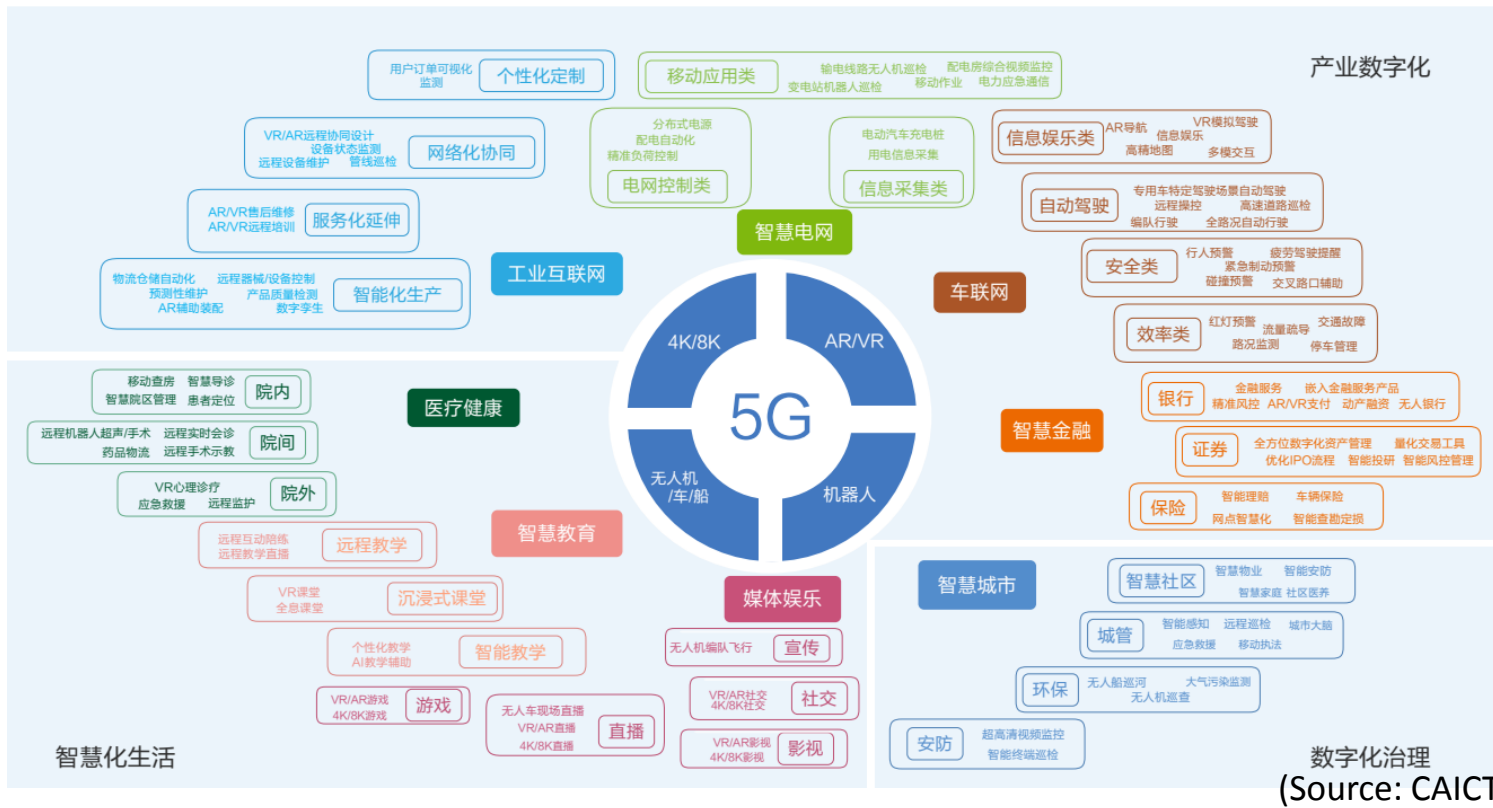 产业数字化
用户订单可视化
监测
个性化定制
VR/AR远程协同设计
设备状态监测
远程设备维护 管线巡检
网络化协同
AR/VR售后维修
AR/VR远程培训
服务化延伸
物流仓储自动化 远程器械/设备控制
预测性维护 产品质量检测
AR辅助装配 数字孪生
智能化生产
工业互联网
移动应用类
输电线路无人机巡检 配电房综合视频监控
变电站机器人巡检 移动作业 电力应急通信
分布式电源
配电自动化
精准负荷控制
电网控制类
电动汽车充电桩
用电信息采集
信息采集类
智慧电网
信息娱乐类
AR导航 信息娱乐 VR模拟驾驶
高精地图 多模交互
自动驾驶
专用车特定驾驶场景自动驾驶
远程操控 高速道路巡检
编队行驶 全路况自动行驶
安全类
行人预警 疲劳驾驶提醒
紧急制动预警
碰撞预警 交叉路口辅助
效率类
红灯预警 流量疏导 交通故障
路况监测 停车管理
车联网
4K/8K
AR/VR
5G
无人机
/车/船
机器人
银行
金融服务 嵌入金融服务产品
精准风控 AR/VR支付 动产融资 无人银行
证券
全方位数字化资产管理 量化交易工具
优化IPO流程 智能投研 智能风控管理
保险
智能理赔 车辆保险
网点智慧化 智能查勘定损
智慧金融
移动查房 智慧导诊
智慧院区管理 患者定位
院内
远程机器人超声/手术 远程实时会诊
药品物流 远程手术示教
院间
VR心理诊疗
应急救援 远程监护
院外
医疗健康
远程互动陪练
远程教学直播
远程教学
VR课堂
全息课堂
沉浸式课堂
个性化教学
AI教学辅助
智能教学
智慧教育
媒体娱乐
无人机编队飞行
宣传
VR/AR社交
4K/8K社交
社交
VR/AR影视
4K/8K影视
影视
无人车现场直播
VR/AR直播
4K/8K直播
直播
VR/AR游戏
4K/8K游戏
游戏
智慧化生活
智慧城市
智慧社区
智慧物业 智能安防
智慧家庭 社区医养
城管
智能感知 远程巡检 城市大脑
应急救援 移动执法
环保
无人船巡河 大气污染监测
无人机巡查
安防
超高清视频监控
智能终端巡检
数字化治理
(Source: CAICT